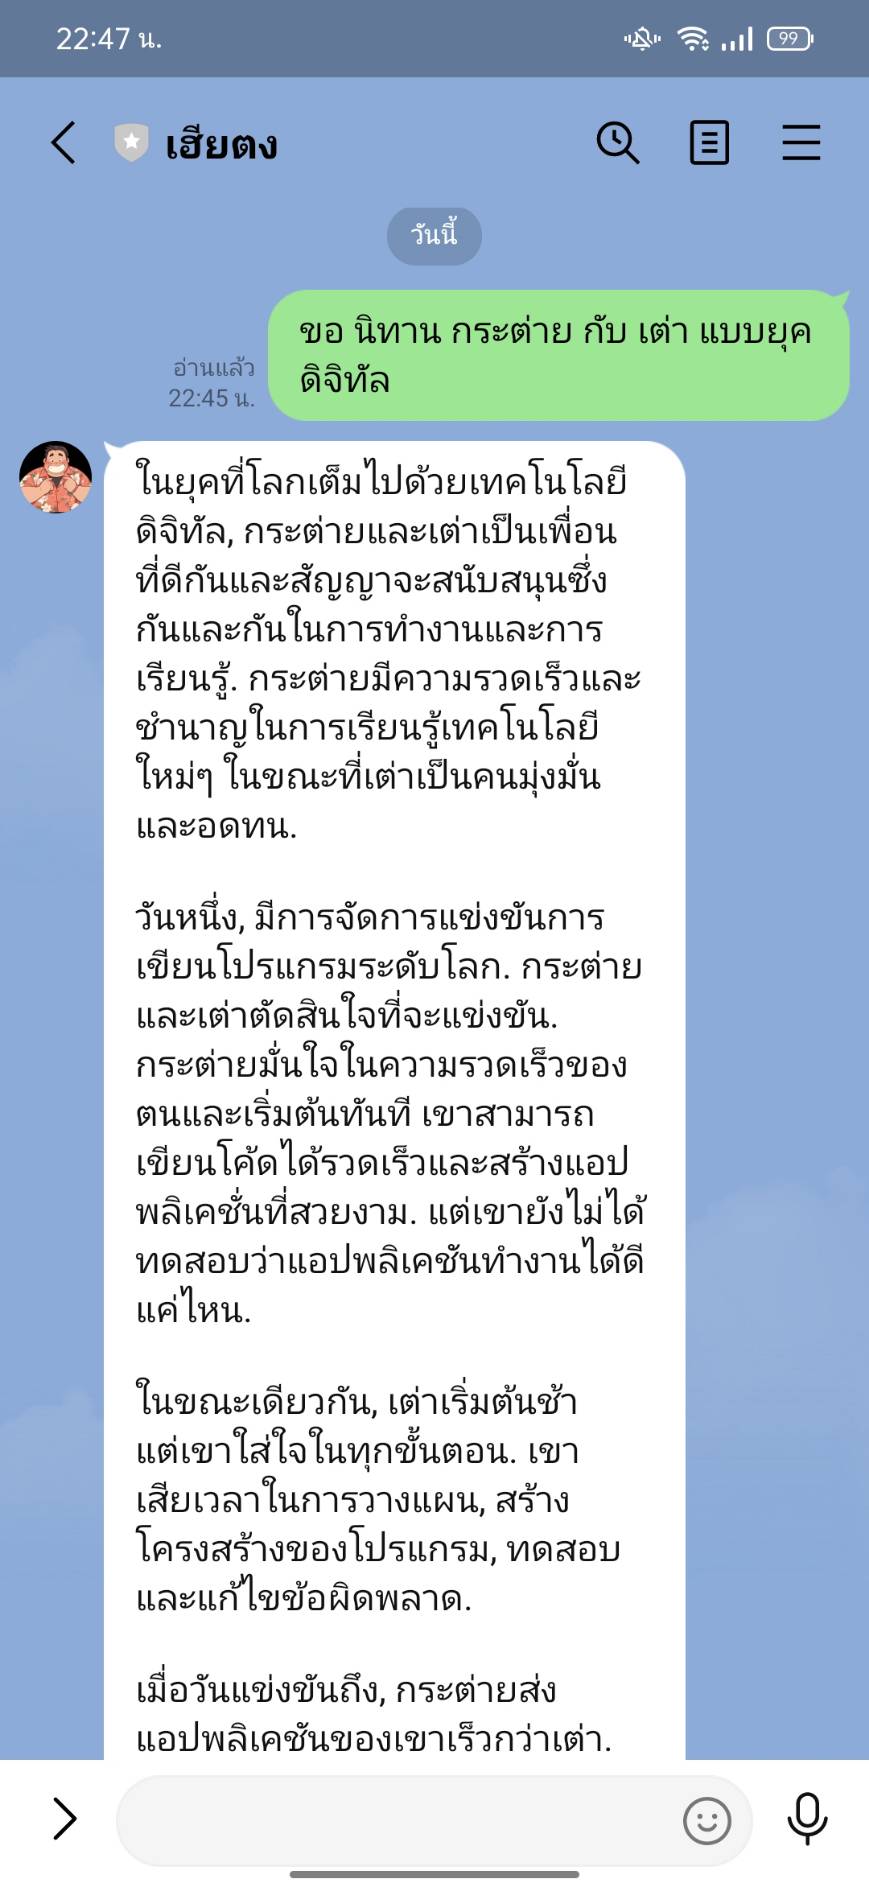 22:47 น.
99
เฮียตง
วันนี้
ขอ นิทาน กระต่าย กับ เต่า แบบยุค
ดิจิทัล
อ่านแล้ว
22:45 น.
ในยุคที่โลกเต็มไปด้วยเทคโนโลยี
ดิจิทัล, กระต่ายและเต่าเป็นเพื่อน
ที่ดีกันและสัญญาจะสนับสนุนซึ่ง
กันและกันในการทำงานและการ
เรียนรู้. กระต่ายมีความรวดเร็วและ
ชำนาญในการเรียนรู้เทคโนโลยี
ใหม่ๆ ในขณะที่เต่าเป็นคนมุ่งมั่น
และอดทน.
วันหนึ่ง, มีการจัดการแข่งขันการ
เขียนโปรแกรมระดับโลก. กระต่าย
และเต่าตัดสินใจที่จะแข่งขัน.
กระต่ายมั่นใจในความรวดเร็วของ
ตนและเริ่มต้นทันที เขาสามารถ
เขียนโค้ดได้รวดเร็วและสร้างแอป
พลิเคชั่นที่สวยงาม. แต่เขายังไม่ได้
ทดสอบว่าแอปพลิเคชันทำงานได้ดี
แค่ไหน.
ในขณะเดียวกัน, เต่าเริ่มต้นช้า
แต่เขาใส่ใจในทุกขั้นตอน. เขา
เสียเวลาในการวางแผน, สร้าง
โครงสร้างของโปรแกรม, ทดสอบ
และแก้ไขข้อผิดพลาด.
เมื่อวันแข่งขันถึง, กระต่ายส่ง
แอปพลิเคชันของเขาเร็วกว่าเต่า.